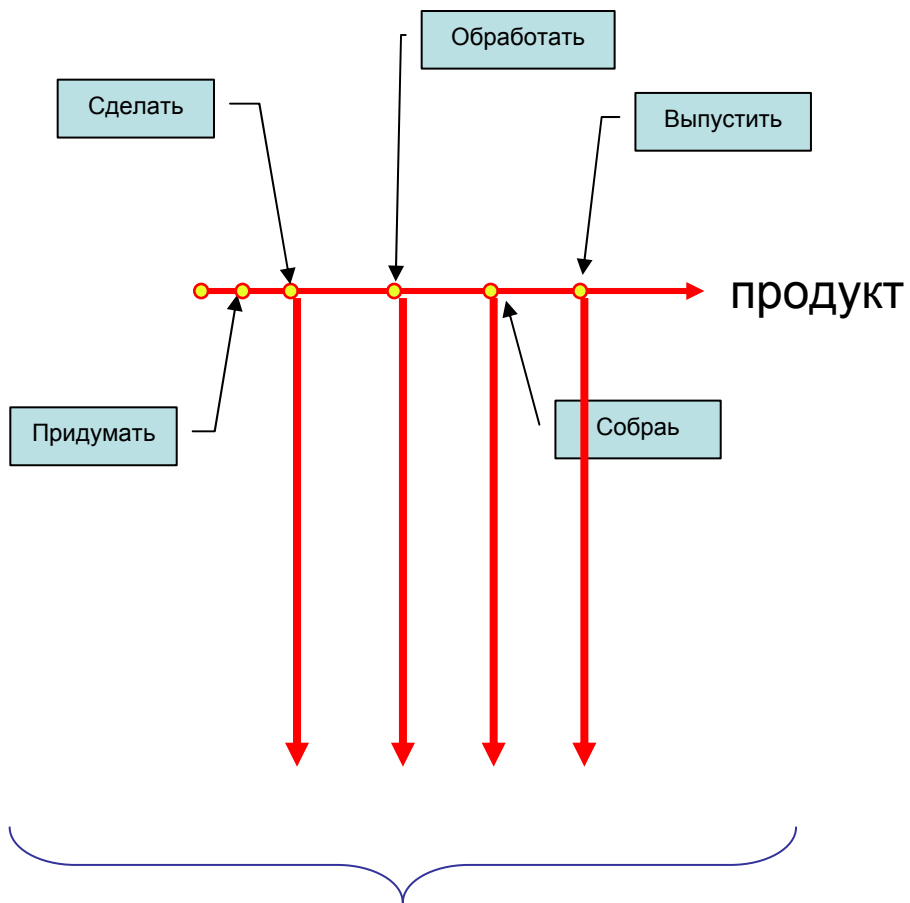 Обработать
Сделать
Выпустить
продукт
Придумать
Собраь